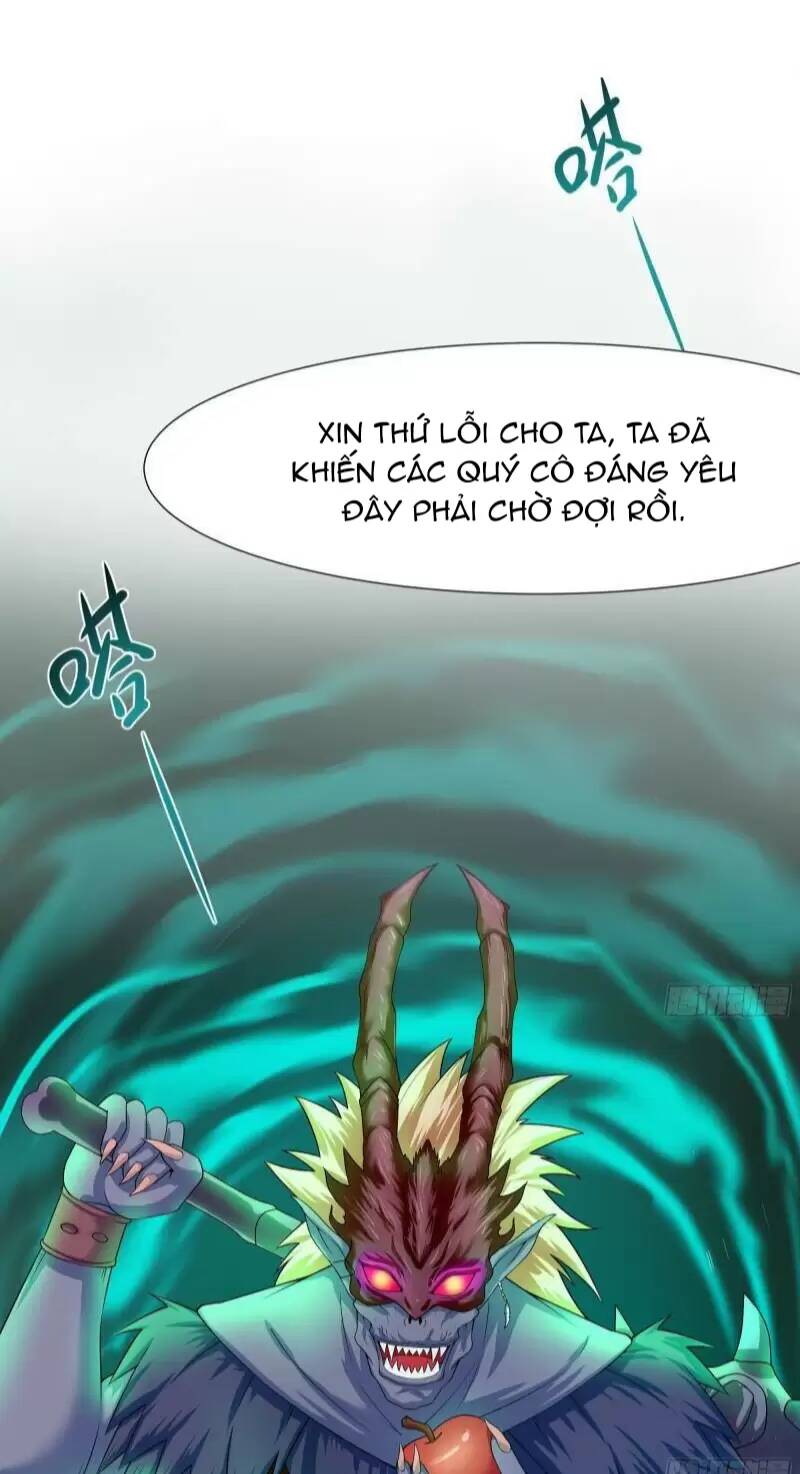 嗒
XIN THỨ LỖI CHO TA, TA ĐÃ
KHIẾN CÁC QUÝ CÔ ĐÁNG YÊU
ĐÂY PHẢI CHỜ ĐỢI RỒI.
嗒